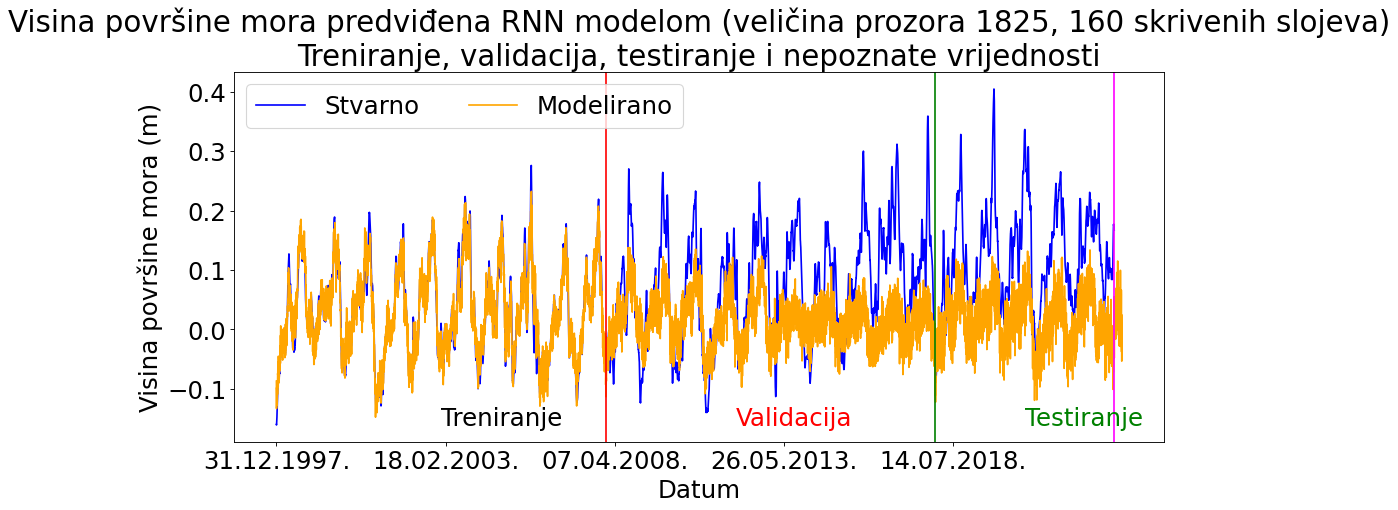 Visina površine mora predviđena RNN modelom (veličina prozora 1825, 160 skrivenih slojeva)
Treniranje, validacija, testiranje i nepoznate vrijednosti
Stvarno Modelirano
Visina površine mora (m)
0.4
0.3
0.2
0.1
0.0
−0.1
Treniranje Validacija Testiranje
31.12.1997. 18.02.2003. 07.04.2008. 26.05.2013. 14.07.2018.
Datum